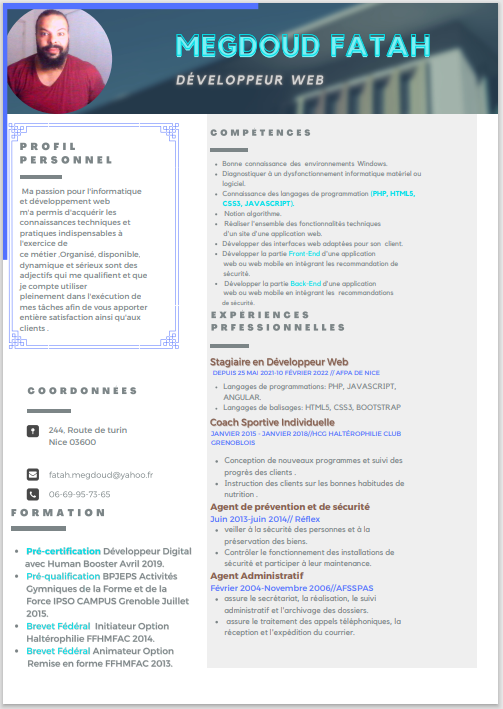 MEGDOUD FATAH
DÉVELOPPEUR WEB
PROFIL
PERSONNEL
Ma passion pour l'informatique
et développement web
m'a permis d'acquérir les
connaissances techniques et
pratiques indispensables à
l'exercice de
ce métier ,Organisé, disponible,
dynamique et sérieux sont des
adjectifs qui me qualifient et que
je compte utiliser
pleinement dans l'exécution de
mes tâches afin de vous apporter
entière satisfaction ainsi qu'aux
clients .
COORDONNÉES
244, Route de turin
Nice 03600
fatah.megdoud@yahoo.fr
06-69-95-73-65
FORMATION
Pré-certification Développeur Digital
avec Human Booster Avril 2019.
Pré-qualification BPJEPS Activités
Gymniques de la Forme et de la
Force IPSO CAMPUS Grenoble Juillet
2015.
Brevet Fédéral Initiateur Option
Haltérophilie FFHMFAC 2014.
Brevet Fédéral Animateur Option
Remise en forme FFHMFAC 2013.
COMPÉTENCES
Bonne connaissance des environnements Windows.
Diagnostiquer à un dysfonctionnement informatique matériel ou
logiciel.
Connaissance des langages de programmation (PHP, HTML5,
CSS3, JAVASCRIPT).
Notion algorithme.
Réaliser l'ensemble des fonctionnalités techniques
d'un site d'une application web.
Développer des interfaces web adaptées pour son client.
Développer la partie Front-End d'une application
web ou web mobile en intégrant les recommandation de
sécurité.
Développer la partie Back-End d'une application
web ou web mobile en intégrant les recommandations
de sécurité.
EXPÉRIENCES
PRFESSIONNELLES
Stagiaire en Développeur Web
DEPUIS 25 MAI 2021-10 FÉVRIER 2022 // AFPA DE NICE
Langages de programmations: PHP, JAVASCRIPT,
ANGULAR.
Langages de balisages: HTML5, CSS3, BOOTSTRAP
Coach Sportive Individuelle
JANVIER 2015 - JANVIER 2018//HCG HALTÉROPHILIE CLUB
GRENOBLOIS
Conception de nouveaux programmes et suivi des
progrès des clients .
Instruction des clients sur les bonnes habitudes de
nutrition .
Agent de prévention et de sécurité
Juin 2013-juin 2014// Réflex
veiller à la sécurité des personnes et à la
préservation des biens.
Contrôler le fonctionnement des installations de
sécurité et participer à leur maintenance.
Agent Administratif
Février 2004-Novembre 2006//AFSSPAS
assure le secrétariat, la réalisation, le suivi
administratif et l'archivage des dossiers.
assure le traitement des appels téléphoniques, la
réception et l'expédition du courrier.